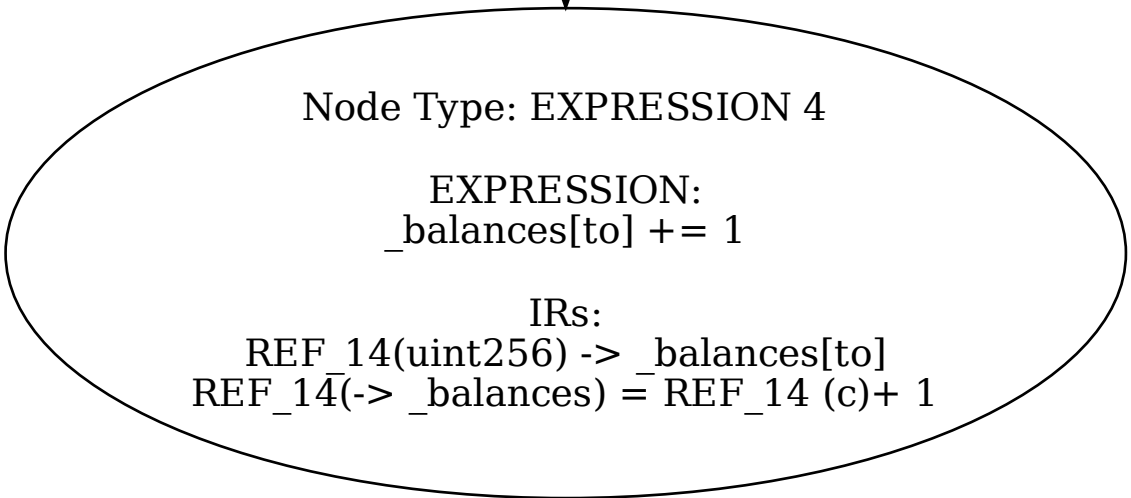 Node Type: EXPRESSION 4
EXPRESSION:
_balances[to] += 1
IRs:
REF_14(uint256) -> _balances[to]
REF_14(-> _balances) = REF_14 (c)+ 1